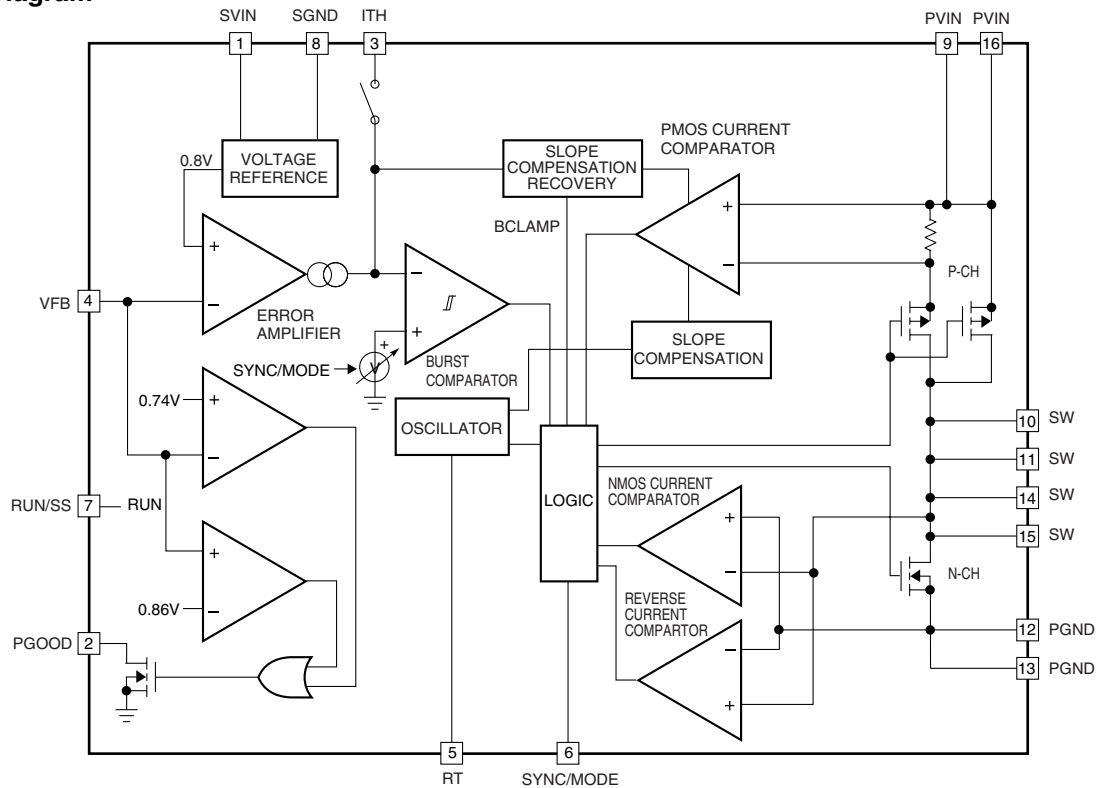 SVIN SGND ITH PVIN PVIN
1 8 3 9 16
0.8V
VOLTAGE
REFERENCE
SLOPE
COMPENSATION
RECOVERY
PMOS CURRENT
COMPARATOR
BCLAMP
+
–
+
–
P-CH
VFB 4
ERROR
AMPLIFIER
–
+
SLOPE
COMPENSATION
SYNC/MODE
+
V
BURST
COMPARATOR
0.74V
+
–
OSCILLATOR
10 SW
11 SW
RUN/SS 7 RUN
LOGIC
NMOS CURRENT
COMPARATOR
+
–
14 SW
15 SW
N-CH
+
–
0.86V
REVERSE
CURRENT
COMPARTOR
–
+
PGOOD 2
12 PGND
13 PGND
5 6
RT SYNC/MODE